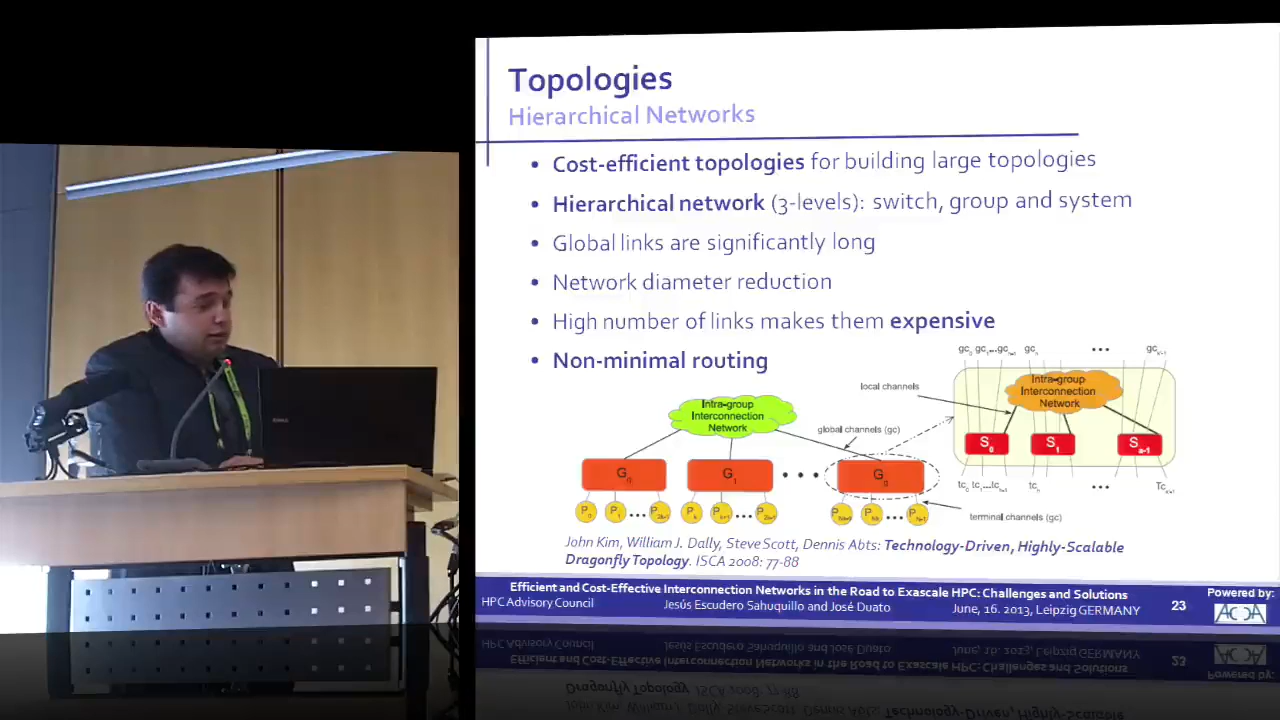 Topologies
Hierarchical Networks
• Cost-efficient topologies for building large topologies
• Hierarchical network (3-levels): switch, group and system
• Global links are significantly long
• Network diameter reduction
• High number of links makes them expensive
• Non-minimal routing
local channels
Intra-group
Interconnection
Network
S0 S1 Sa-1
Intra-group
Interconnection
Network
global channels (gc)
G0 G1 • • • Gg
P0 P1
terminal channels (gc)
John Kim, William J. Dally, Steve Scott, Dennis Abts: Technology-Driven, Highly-Scalable
Dragonfly Topology. ISCA 2008: 77-88
Efficient and Cost-Effective Interconnection Networks in the Road to Exascale HPC: Challenges and Solutions
HPC Advisory Council Jesús Escudero Sahuquillo and José Duato June, 16. 2013, Leipzig GERMANY 23
Powered by: